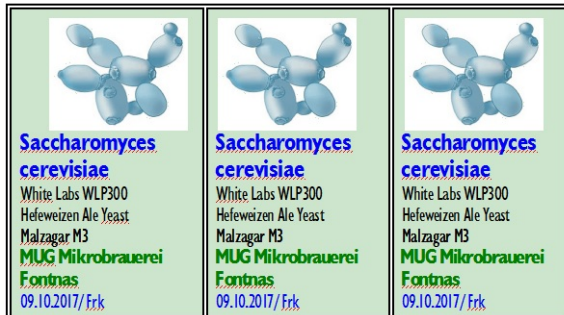 Saccharomyces
cerevisiae
White Labs WLP300
Hefeweizen Ale Yeast
Malzagar M3
MUG Mikrobrauerei
Fontnas
09.10.2017/ Frk
Saccharomyces
cerevisiae
White Labs WLP300
Hefeweizen Ale Yeast
Malzagar M3
MUG Mikrobrauerei
Fontnas
09.10.2017/ Frk
Saccharomyces
cerevisiae
White Labs WLP300
Hefeweizen Ale Yeast
Malzagar M3
MUG Mikrobrauerei
Fontnas
09.10.2017/ Frk